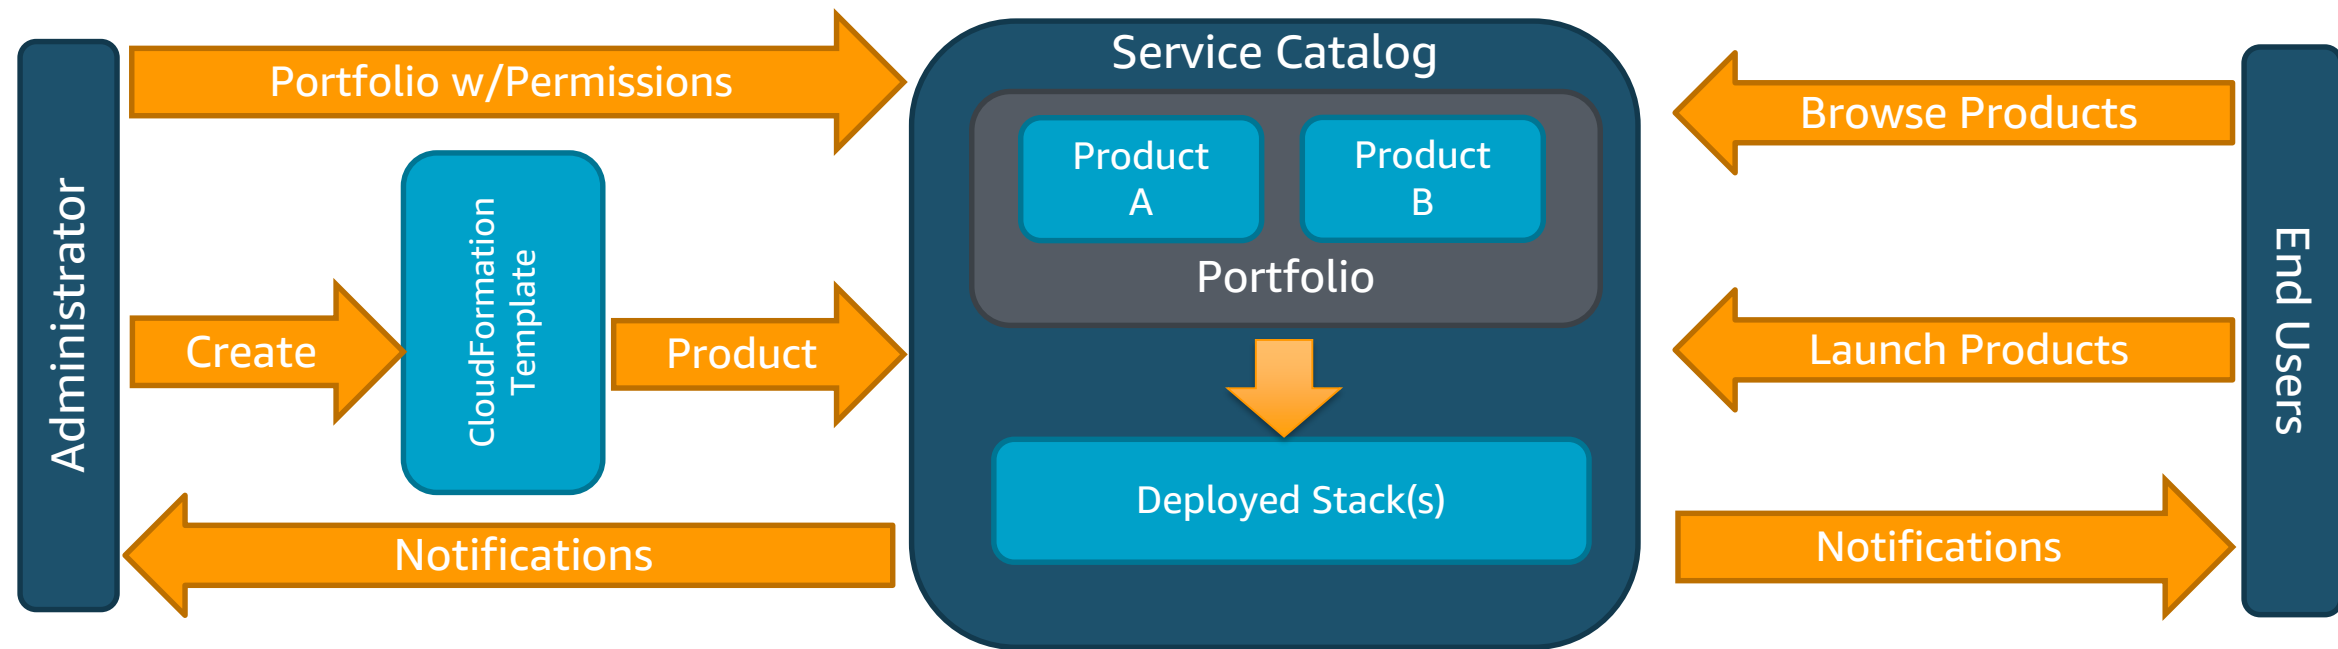 Administrator
Portfolio w/Permissions
Create
CloudFormation
Template
Product
Notifications
Service Catalog
Product
A
Product
B
Portfolio
Deployed Stack(s)
Browse Products
Launch Products
Notifications
End Users